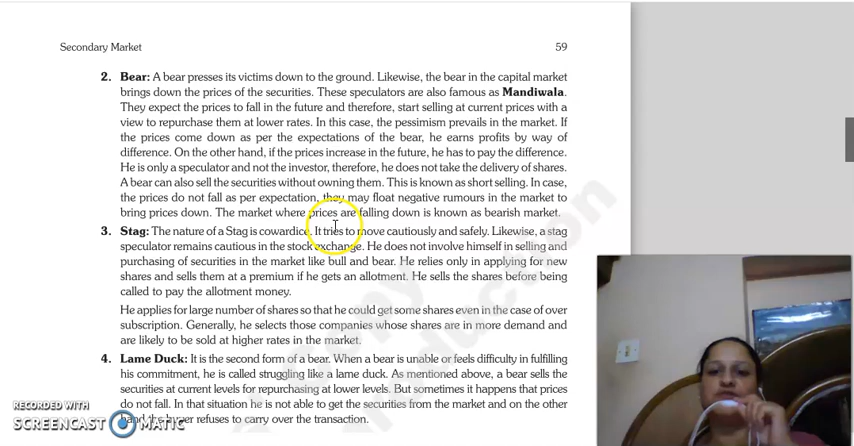 Secondary Market 59
2. Bear: A bear presses its victims down to the ground. Likewise, the bear in the capital market
brings down the prices of the securities. These speculators are also famous as Mandiwala.
They expect the prices to fall in the future and therefore, start selling at current prices with a
view to repurchase them at lower rates. In this case, the pessimism prevails in the market. If
the prices come down as per the expectations of the bear, he earns profits by way of
difference. On the other hand, if the prices increase in the future, he has to pay the difference.
He is only a speculator and not the investor, therefore, he does not take the delivery of shares.
A bear can also sell the securities without owning them. This is known as short selling. In case,
the prices do not fall as per expectation, they may float negative rumours in the market to
bring prices down. The market where prices are falling down is known as bearish market.
3. Stag: The nature of a Stag is cowardice. It tries to move cautiously and safely. Likewise, a stag
speculator remains cautious in the stock exchange. He does not involve himself in selling and
purchasing of securities in the market like bull and bear. He relies only in applying for new
shares and sells them at a premium if he gets an allotment. He sells the shares before being
called to pay the allotment money.
He applies for large number of shares so that he could get some shares even in the case of over
subscription. Generally, he selects those companies whose shares are in more demand and
are likely to be sold at higher rates in the market.
4. Lame Duck: It is the second form of a bear. When a bear is unable or feels difficulty in fulfilling
his commitment, he is called struggling like a lame duck. As mentioned above, a bear sells the
securities at current levels for repurchasing at lower levels. But sometimes it happens that prices
do not fall. In that situation he is not able to get the securities from the market and on the other
refuses to carry over the transaction.
RECORDED WITH
SCREENCAST MATIC